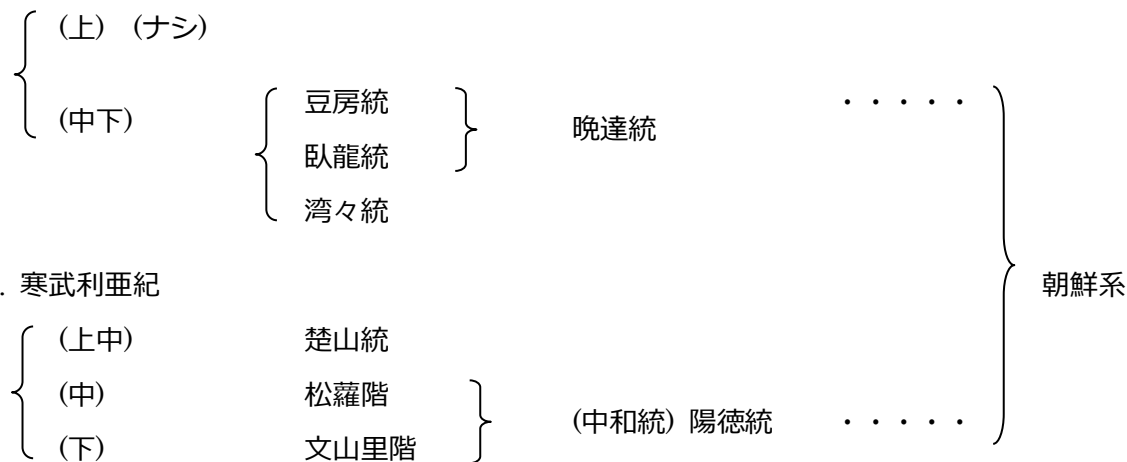 (上) (ナシ)
(中下) 豆房統 晩達統 ・・・・・
臥龍統
湾々統
. 寒武利亜紀 朝鮮系
(上中) 楚山統
(中) 松蘿階 (中和統) 陽徳統 ・・・・・
(下) 文山里階